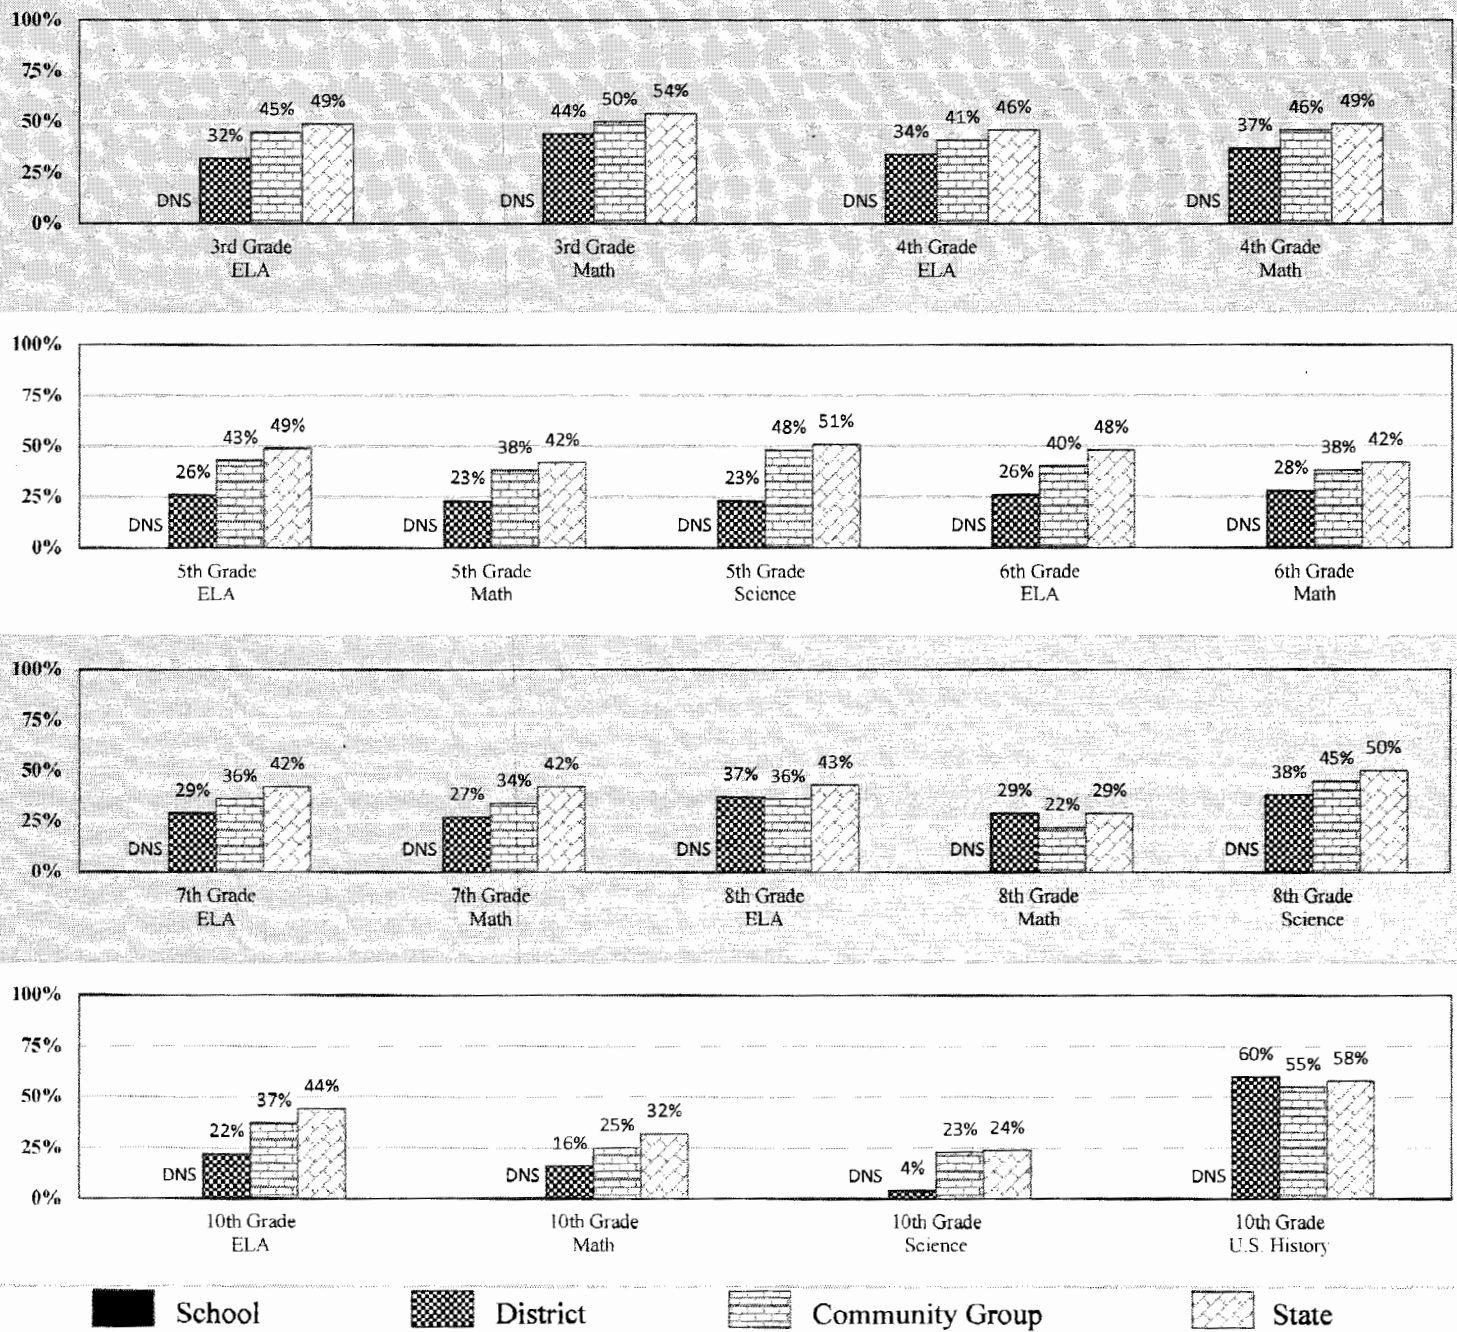 100%
75%
50%
25%
0%
DNS 32% 45% 49%
DNS 44% 50% 54%
DNS 34% 41% 46%
DNS 37% 46% 49%
3rd Grade
ELA
3rd Grade
Math
4th Grade
ELA
4th Grade
Math
100%
75%
50%
25%
0%
DNS 26% 43% 49%
DNS 23% 38% 42%
DNS 23% 48% 51%
DNS 26% 40% 48%
DNS 28% 38% 42%
5th Grade
ELA
5th Grade
Math
5th Grade
Science
6th Grade
ELA
6th Grade
Math
100%
75%
50%
25%
0%
DNS 29% 36% 42%
DNS 27% 34% 42%
DNS 37% 36% 43%
DNS 29% 22% 29%
DNS 38% 45% 50%
7th Grade
ELA
7th Grade
Math
8th Grade
ELA
8th Grade
Math
8th Grade
Science
100%
75%
50%
25%
0%
DNS 22% 37% 44%
DNS 16% 25% 32%
DNS 4% 23% 24%
DNS 60% 55% 58%
10th Grade
ELA
10th Grade
Math
10th Grade
Science
10th Grade
U.S. History
School District Community Group State